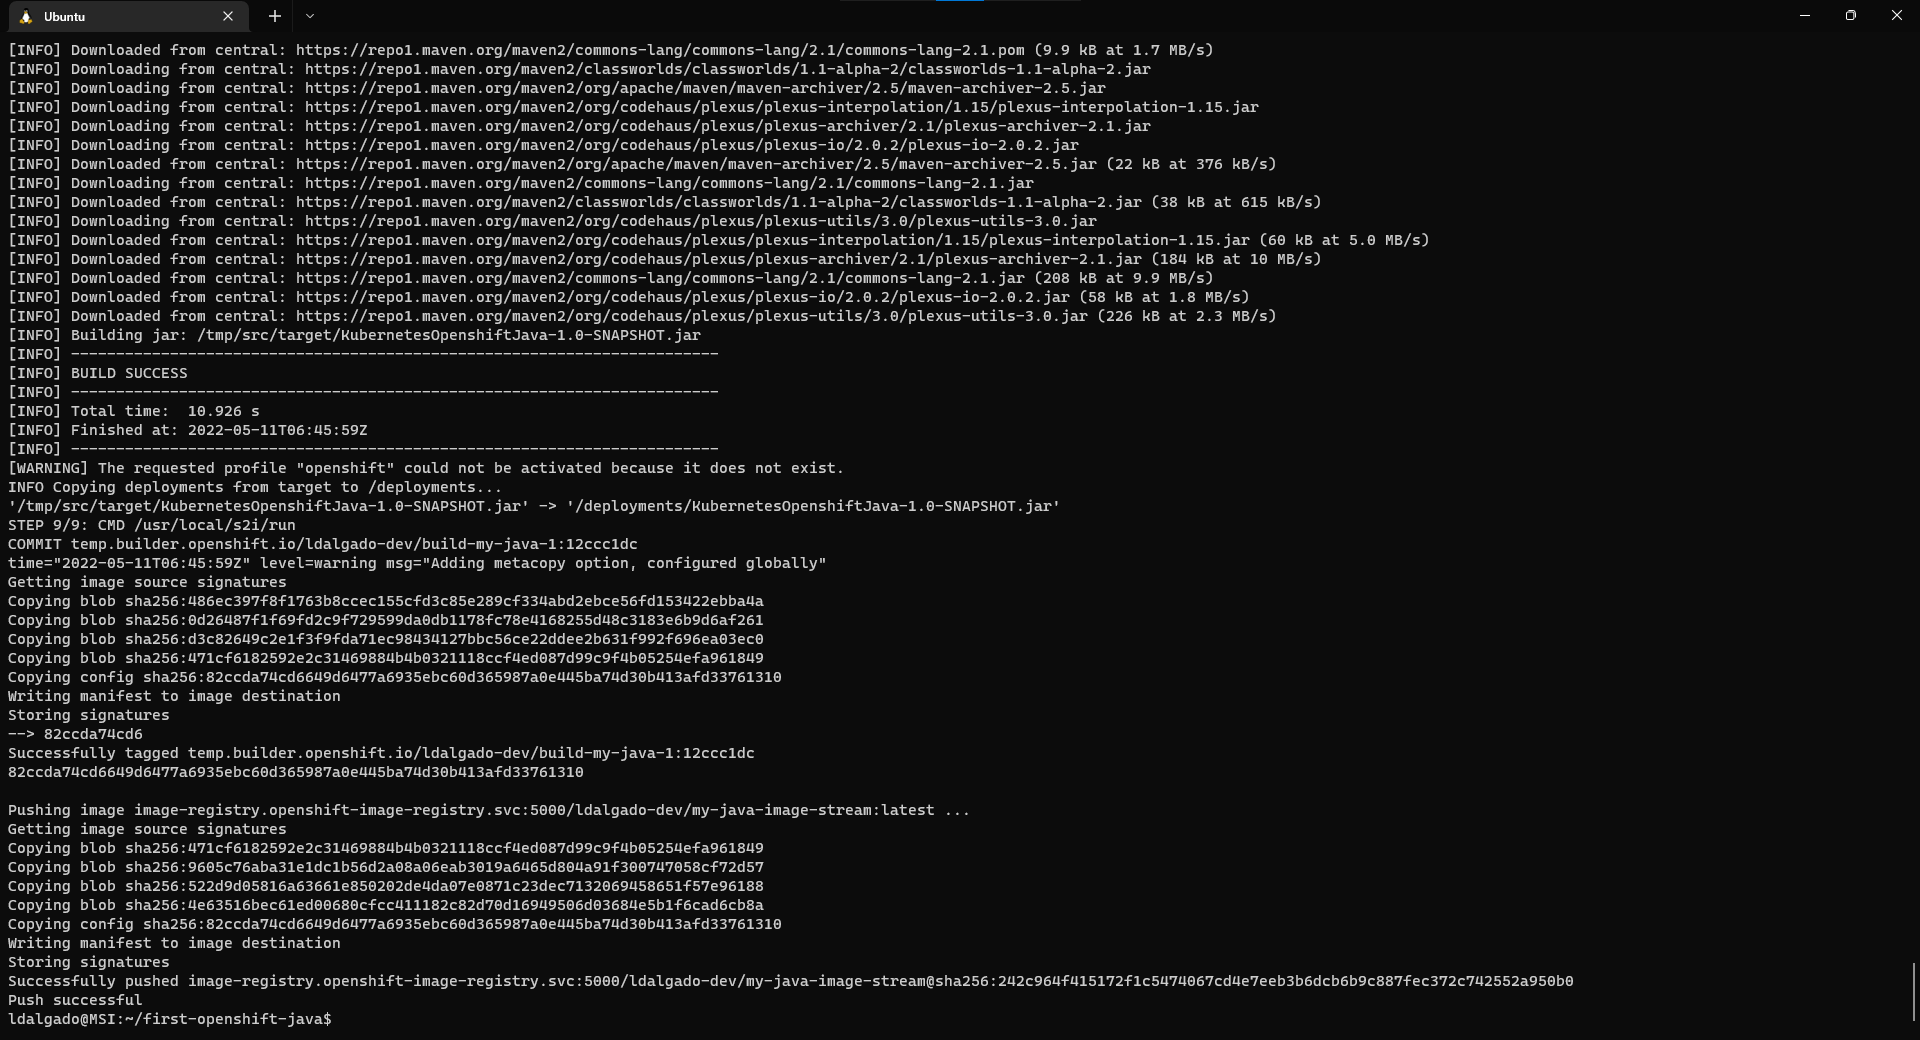 Ubuntu
[INFO] Downloaded from central: https://repo1.maven.org/maven2/commons-lang/commons-lang/2.1/commons-lang-2.1.pom (9.9 kB at 1.7 MB/s)
[INFO] Downloading from central: https://repo1.maven.org/maven2/classworlds/classworlds/1.1-alpha-2/classworlds-1.1-alpha-2.jar
[INFO] Downloading from central: https://repo1.maven.org/maven2/org/apache/maven/maven-archiver/2.5/maven-archiver-2.5.jar
[INFO] Downloading from central: https://repo1.maven.org/maven2/org/codehaus/plexus/plexus-interpolation/1.15/plexus-interpolation-1.15.jar
[INFO] Downloading from central: https://repo1.maven.org/maven2/org/codehaus/plexus/plexus-archiver/2.1/plexus-archiver-2.1.jar
[INFO] Downloading from central: https://repo1.maven.org/maven2/org/codehaus/plexus/plexus-io/2.0.2/plexus-io-2.0.2.jar
[INFO] Downloaded from central: https://repo1.maven.org/maven2/org/apache/maven/maven-archiver/2.5/maven-archiver-2.5.jar (22 kB at 376 kB/s)
[INFO] Downloading from central: https://repo1.maven.org/maven2/commons-lang/commons-lang/2.1/commons-lang-2.1.jar
[INFO] Downloaded from central: https://repo1.maven.org/maven2/classworlds/classworlds/1.1-alpha-2/classworlds-1.1-alpha-2.jar (38 kB at 615 kB/s)
[INFO] Downloading from central: https://repo1.maven.org/maven2/org/codehaus/plexus/plexus-utils/3.0/plexus-utils-3.0.jar
[INFO] Downloaded from central: https://repo1.maven.org/maven2/org/codehaus/plexus/plexus-interpolation/1.15/plexus-interpolation-1.15.jar (60 kB at 5.0 MB/s)
[INFO] Downloaded from central: https://repo1.maven.org/maven2/org/codehaus/plexus/plexus-archiver/2.1/plexus-archiver-2.1.jar (184 kB at 10 MB/s)
[INFO] Downloaded from central: https://repo1.maven.org/maven2/commons-lang/commons-lang/2.1/commons-lang-2.1.jar (208 kB at 9.9 MB/s)
[INFO] Downloaded from central: https://repo1.maven.org/maven2/org/codehaus/plexus/plexus-io/2.0.2/plexus-io-2.0.2.jar (58 kB at 1.8 MB/s)
[INFO] Downloaded from central: https://repo1.maven.org/maven2/org/codehaus/plexus/plexus-utils/3.0/plexus-utils-3.0.jar (226 kB at 2.3 MB/s)
[INFO] Building jar: /tmp/src/target/KubernetesOpenshiftJava-1.0-SNAPSHOT.jar
[INFO] ------------------------------------------------------------------------
[INFO] BUILD SUCCESS
[INFO] ------------------------------------------------------------------------
[INFO] Total time:  10.926 s
[INFO] Finished at: 2022-05-11T06:45:59Z
[INFO] ------------------------------------------------------------------------
[WARNING] The requested profile "openshift" could not be activated because it does not exist.
INFO Copying deployments from target to /deployments...
'/tmp/src/target/KubernetesOpenshiftJava-1.0-SNAPSHOT.jar' -> '/deployments/KubernetesOpenshiftJava-1.0-SNAPSHOT.jar'
STEP 9/9: CMD /usr/local/s2i/run
COMMIT temp.builder.openshift.io/ldalgado-dev/build-my-java-1:12ccc1dc
time="2022-05-11T06:45:59Z" level=warning msg="Adding metacopy option, configured globally"
Getting image source signatures
Copying blob sha256:486ec397f8f1763b8ccec155cfd3c85e289cf334abd2ebce56fd153422ebba4a
Copying blob sha256:0d26487f1f69fd2c9f729599da0db1178fc78e4168255d48c3183e6b9d6af261
Copying blob sha256:d3c82649c2e1f3f9fda71ec98434127bbc56ce22ddee2b631f992f696ea03ec0
Copying blob sha256:471cf6182592e2c31469884b4b0321118ccf4ed087d99c9f4b05254efa961849
Copying config sha256:82ccda74cd6649d6477a6935ebc60d365987a0e445ba74d30b413afd33761310
Writing manifest to image destination
Storing signatures
--> 82ccda74cd6
Successfully tagged temp.builder.openshift.io/ldalgado-dev/build-my-java-1:12ccc1dc
82ccda74cd6649d6477a6935ebc60d365987a0e445ba74d30b413afd33761310
Pushing image image-registry.openshift-image-registry.svc:5000/ldalgado-dev/my-java-image-stream:latest ...
Getting image source signatures
Copying blob sha256:471cf6182592e2c31469884b4b0321118ccf4ed087d99c9f4b05254efa961849
Copying blob sha256:9605c76aba31e1dc1b56d2a08a06eab3019a6465d804a91f300747058cf72d57
Copying blob sha256:522d9d05816a63661e850202de4da07e0871c23dec7132069458651f57e96188
Copying blob sha256:4e63516bec61ed00680cfcc411182c82d70d16949506d03684e5b1f6cad6cb8a
Copying config sha256:82ccda74cd6649d6477a6935ebc60d365987a0e445ba74d30b413afd33761310
Writing manifest to image destination
Storing signatures
Successfully pushed image-registry.openshift-image-registry.svc:5000/ldalgado-dev/my-java-image-stream@sha256:242c964f415172f1c5474067cd4e7eeb3b6dcb6b9c887fec372c742552a950b0
Push successful
ldalgado@MSI:~/first-openshift-java$